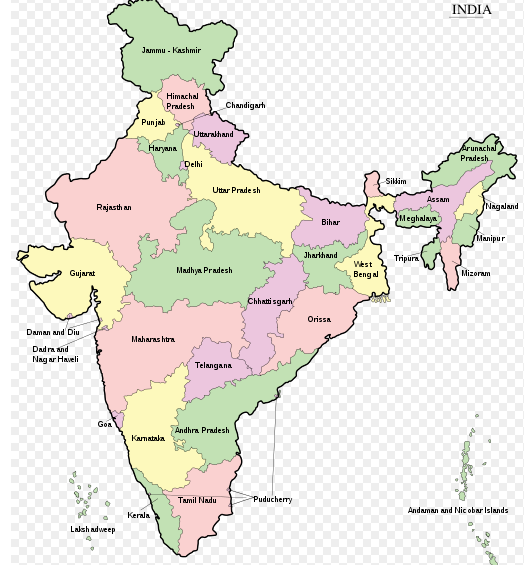 INDIA
Jammu - Kashmir
Himachal
Pradesh
Chandigarh
Punjab
Uttarakhand
Haryana
Arunachal
Pradesh
Delhi
Sikkim
Uttar Pradesh
Assam
Nagaland
Rajasthan
Bihar
Meghalaya
Manipur
Jharkhand
Tripura
West
Bengal
Gujarat
Madhya Pradesh
Mizoram
Chhattisgarh
Orissa
Daman and Diu
Maharashtra
Dadra and
Nagar Haveli
Telangana
Goa
Andhra Pradesh
Karnataka
Tamil Nadu
Puducherry
Kerala
Lakshadweep
Andaman and Nicobar Islands